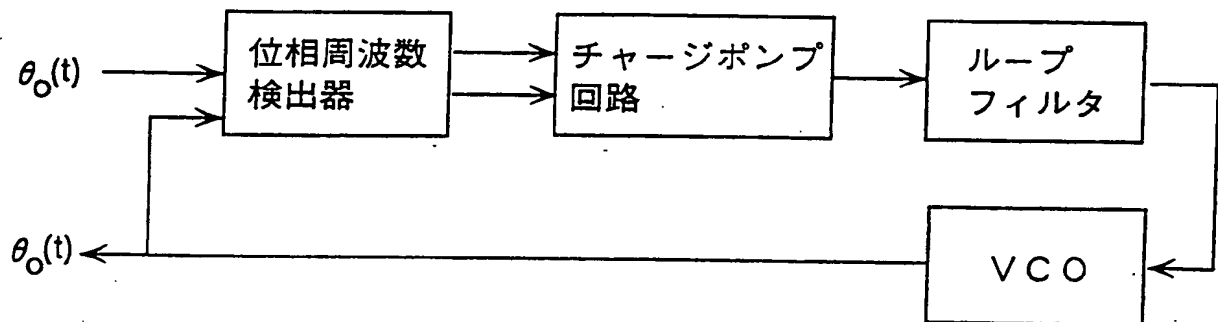 θo(t)
位相周波数
検出器
チャージポンプ
回路
ループ
フィルタ
θo(t)
VCO